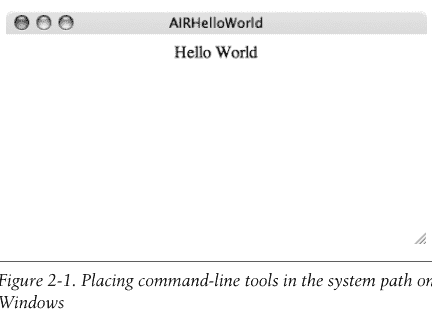 AIRHelloWorld
Hello World
Figure 2-1. Placing command-line tools in the system path on
Windows